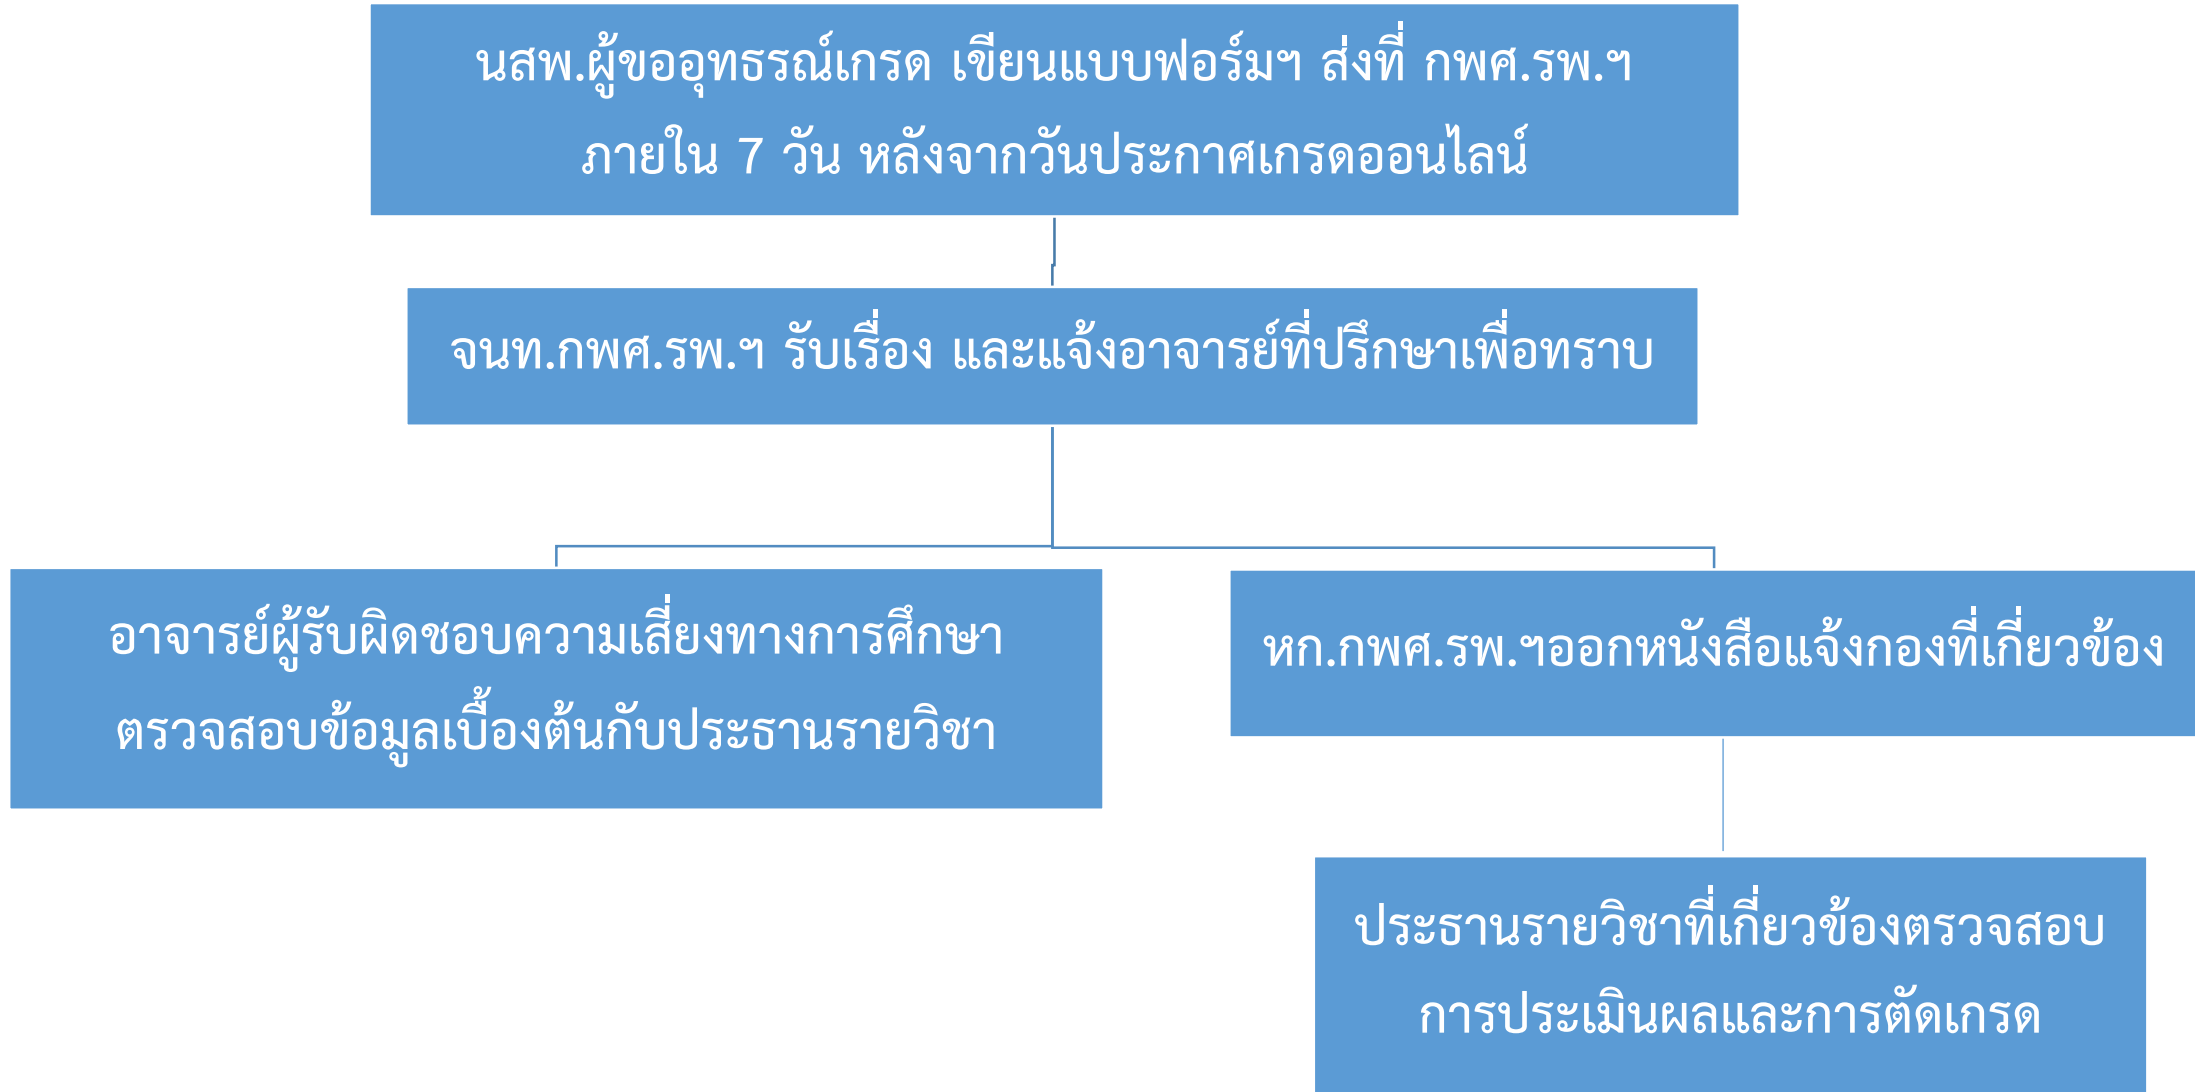 นสพ.ผู้ขออุทธรณ์เกรด เขียนแบบฟอร์มฯ ส่งที่ กพศ.รพ.ฯ
ภายใน 7 วัน หลังจากวันประกาศเกรดออนไลน์
จนท.กพศ.รพ.ฯ รับเรื่อง และแจ้งอาจารย์ที่ปรึกษาเพื่อทราบ
อาจารย์ผู้รับผิดชอบความเสี่ยงทางการศึกษา
ตรวจสอบข้อมูลเบื้องต้นกับประธานรายวิชา
หก.กพศ.รพ.ฯออกหนังสือแจ้งกองที่เกี่ยวข้อง
ประธานรายวิชาที่เกี่ยวข้องตรวจสอบ
การประเมินผลและการตัดเกรด